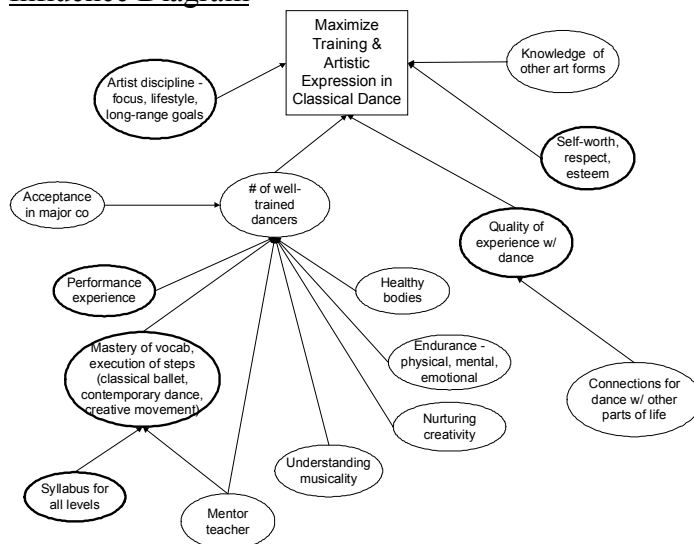 Influence Diagram
Maximize
Training &
Artistic
Expression in
Classical Dance
Knowledge of
other art forms
Artist discipline -
focus, lifestyle,
long-range goals
Self-worth,
respect,
esteem
Acceptance
in major co
# of well-
trained
dancers
Quality of
experience w/
dance
Performance
experience
Healthy
bodies
Mastery of vocab,
execution of steps
(classical ballet,
contemporary dance,
creative movement)
Endurance -
physical, mental,
emotional
Connections for
dance w/ other
parts of life
Nurturing
creativity
Understanding
musicality
Syllabus for
all levels
Mentor
teacher